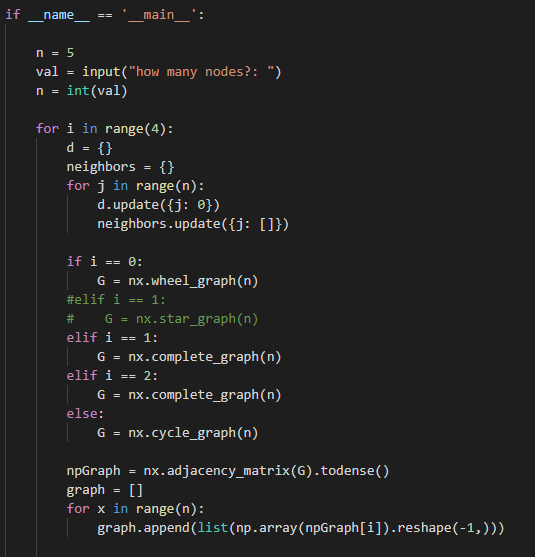 if __name__ == '__main__':
    n = 5
    val = input("how many nodes?: ")
    n = int(val)
    for i in range(4):
        d = {}
        neighbors = {}
        for j in range(n):
            d.update({j: 0})
            neighbors.update({j: []})
        if i == 0:
            G = nx.wheel_graph(n)
        #elif i == 1:
        #    G = nx.star_graph(n)
        elif i == 1:
            G = nx.complete_graph(n)
        elif i == 2:
            G = nx.complete_graph(n)
        else:
            G = nx.cycle_graph(n)
        npGraph = nx.adjacency_matrix(G).todense()
        graph = []
        for x in range(n):
            graph.append(list(np.array(npGraph[i]).reshape(-1,)))